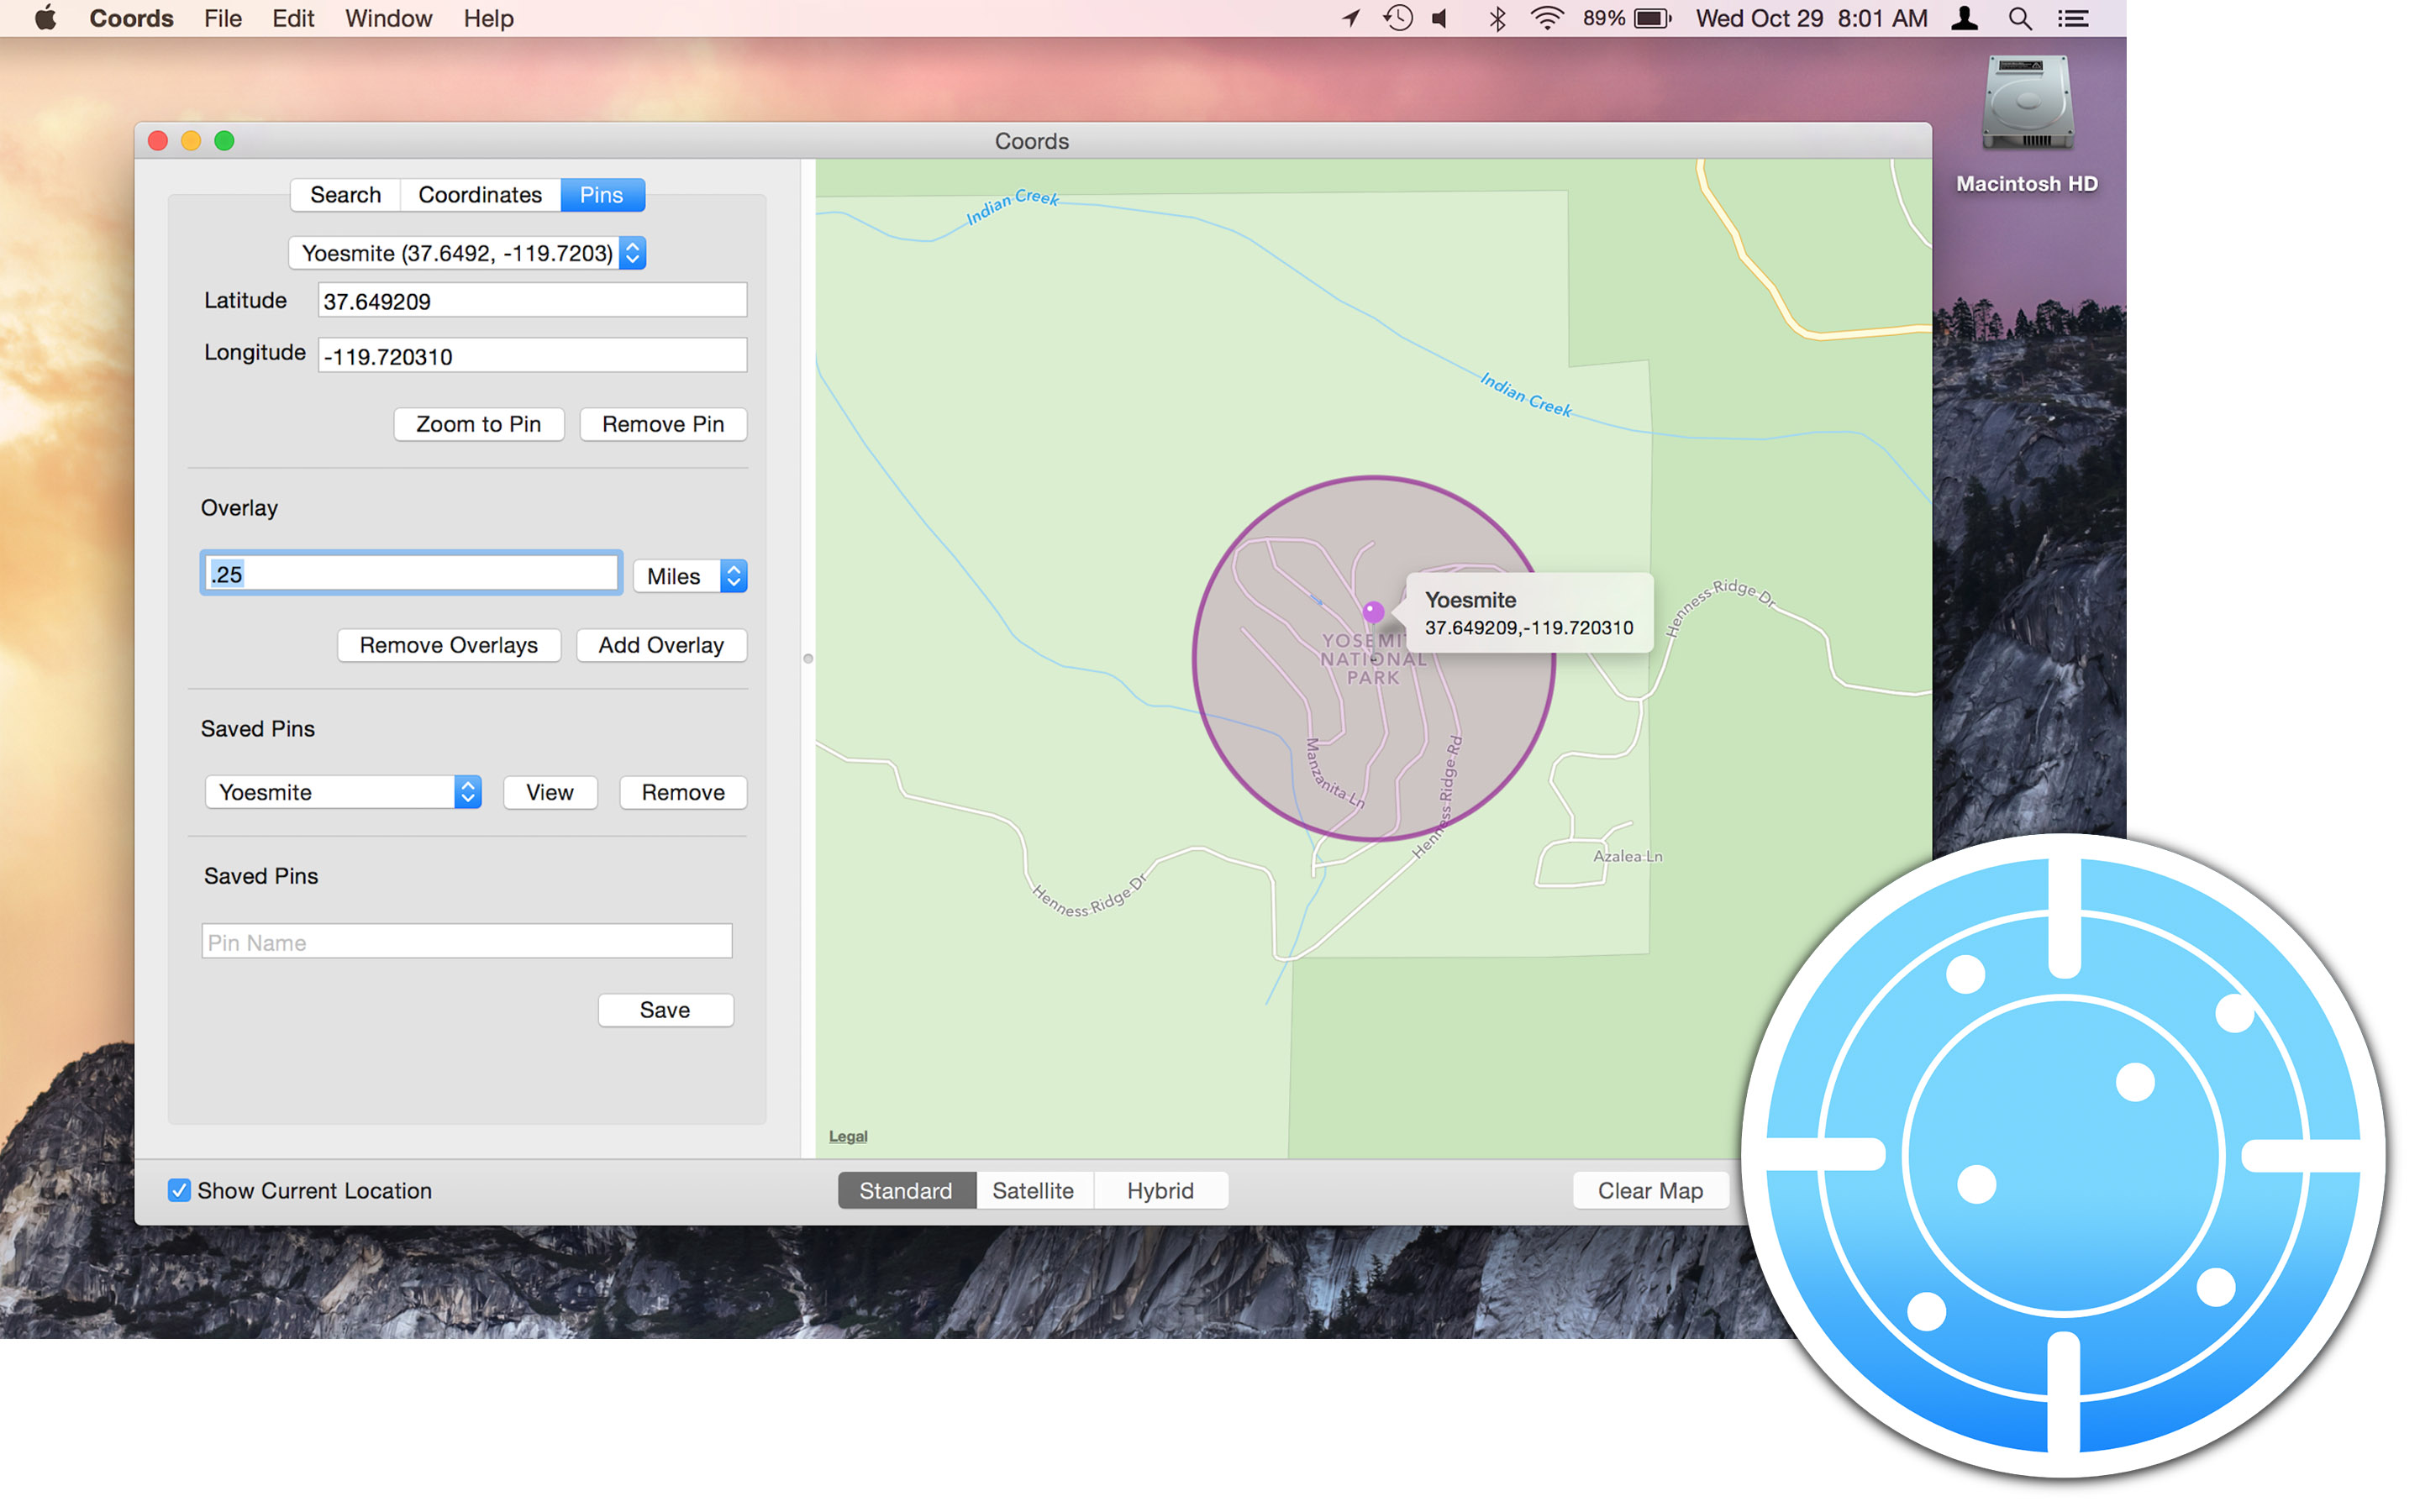 Coords File Edit Window Help 89% Wed Oct 29 8:01 AM
Macintosh HD
Coords
Search Coordinates Pins
Yoesmite (37.6492, -119.7203)
Latitude 37.649209
Longitude -119.720310
Zoom to Pin Remove Pin
Overlay
.25 Miles
Remove Overlays Add Overlay
Saved Pins
Yoesmite View Remove
Saved Pins
Pin Name
Save
Show Current Location
Indian Creek
Indian Creek
Yoesmite
37.649209,-119.720310
Henness Ridge Dr
YOSEMI
NATIONAL
PARK
Manzanita Ln
Henness Ridge Rd
Azalea Ln
Henness Ridge Dr
Legal
Standard Satellite Hybrid
Clear Map